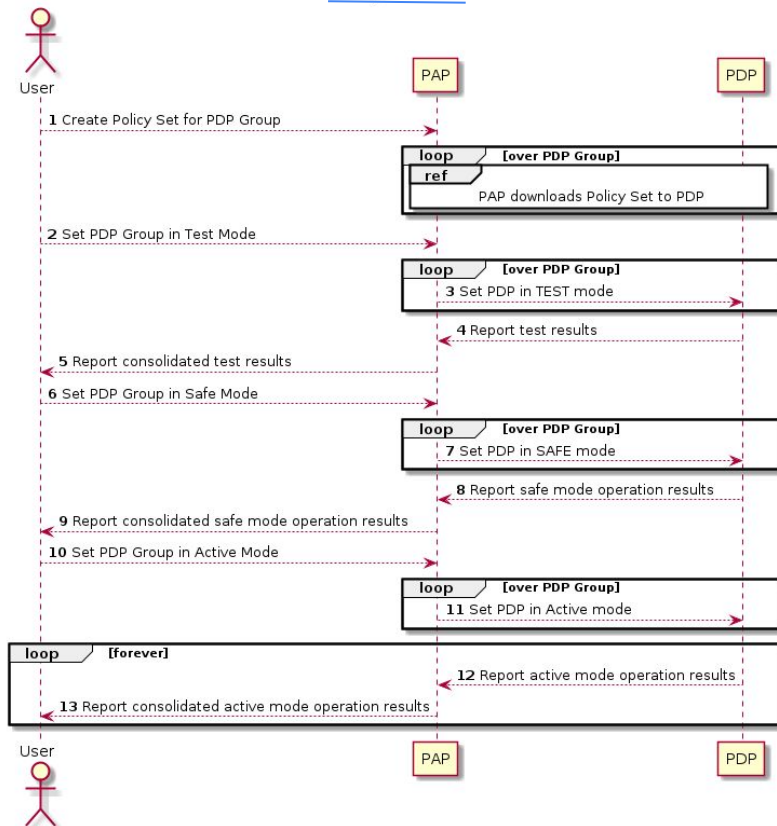 User
PAP
PDP
1 Create Policy Set for PDP Group
loop [over PDP Group]
ref
PAP downloads Policy Set to PDP
2 Set PDP Group in Test Mode
loop [over PDP Group]
3 Set PDP in TEST mode
4 Report test results
5 Report consolidated test results
6 Set PDP Group in Safe Mode
loop [over PDP Group]
7 Set PDP in SAFE mode
8 Report safe mode operation results
9 Report consolidated safe mode operation results
10 Set PDP Group in Active Mode
loop [over PDP Group]
11 Set PDP in Active mode
loop [forever]
12 Report active mode operation results
13 Report consolidated active mode operation results
User
PAP
PDP